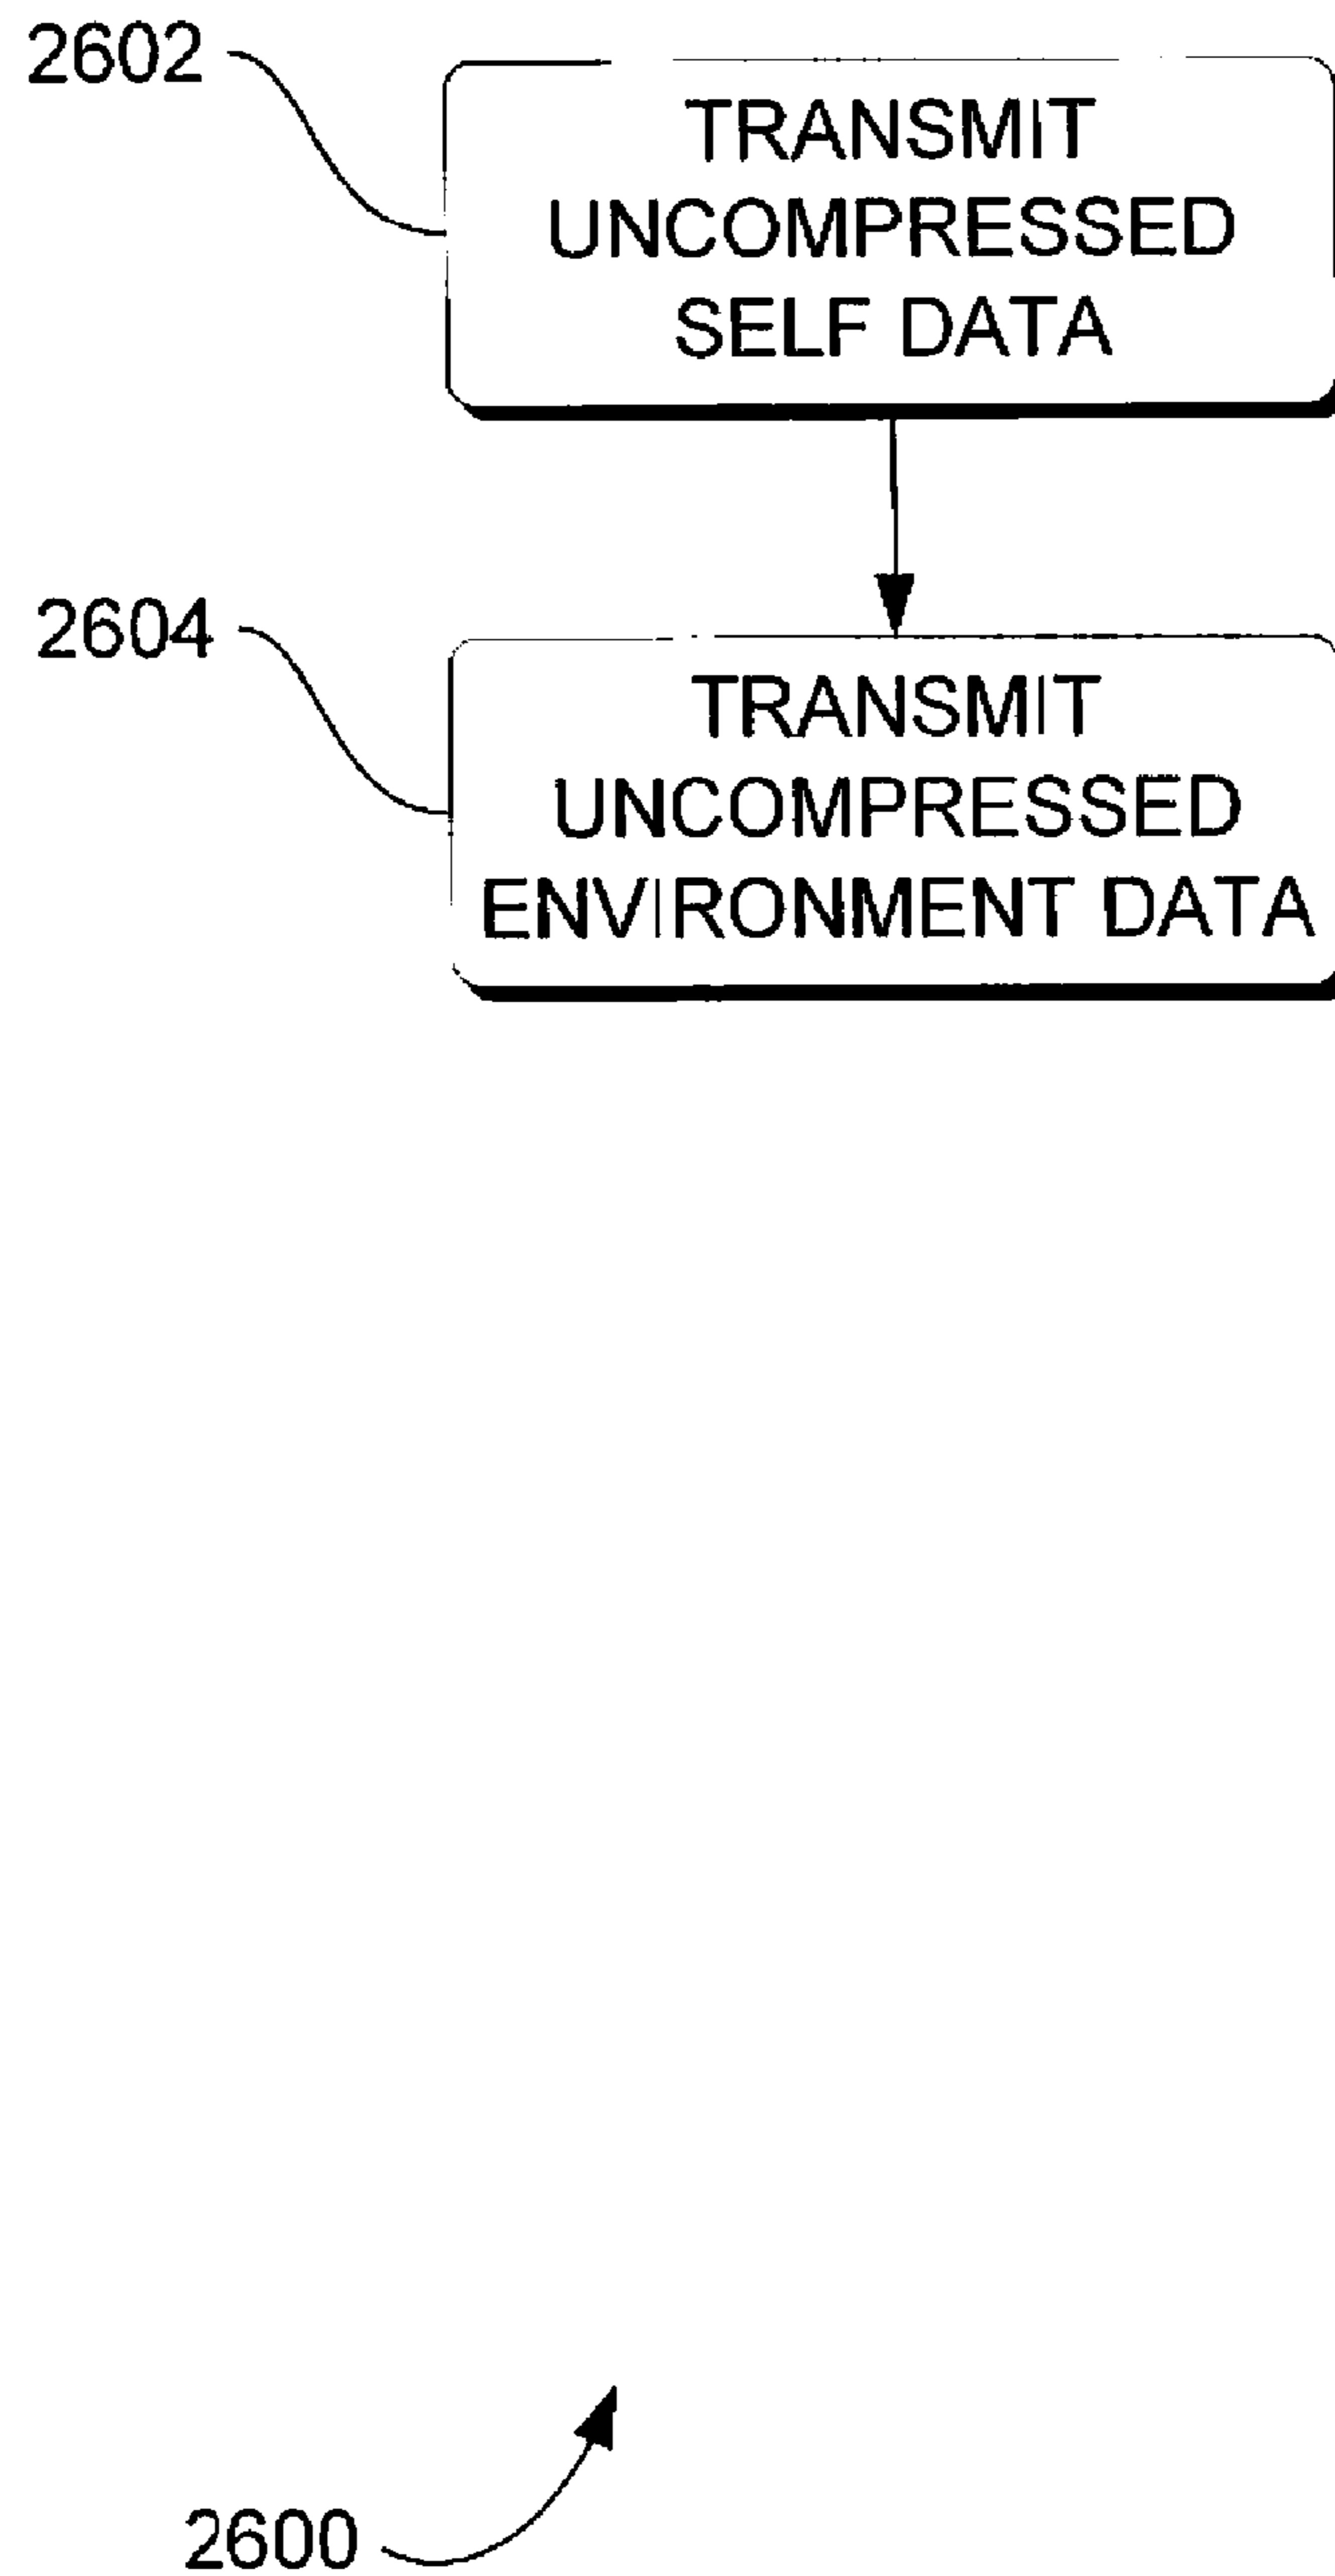 2602
TRANSMIT
UNCOMPRESSED
SELF DATA
2604
TRANSMIT
UNCOMPRESSED
ENVIRONMENT DATA
2600